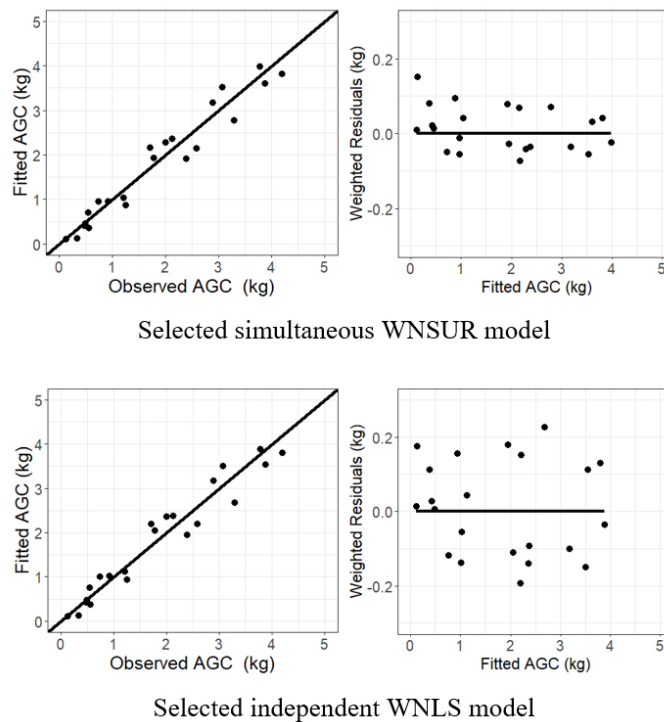 5
4
3
2
1
0
Fitted AGC (kg)
0 1 2 3 4 5
Observed AGC (kg)
0.2
0.0
-0.2
Weighted Residuals (kg)
0 1 2 3 4 5
Fitted AGC (kg)
Selected simultaneous WNSUR model
5
4
3
2
1
0
Fitted AGC (kg)
0 1 2 3 4 5
Observed AGC (kg)
0.2
0.0
-0.2
Weighted Residuals (kg)
0 1 2 3 4 5
Fitted AGC (kg)
Selected independent WNLS model